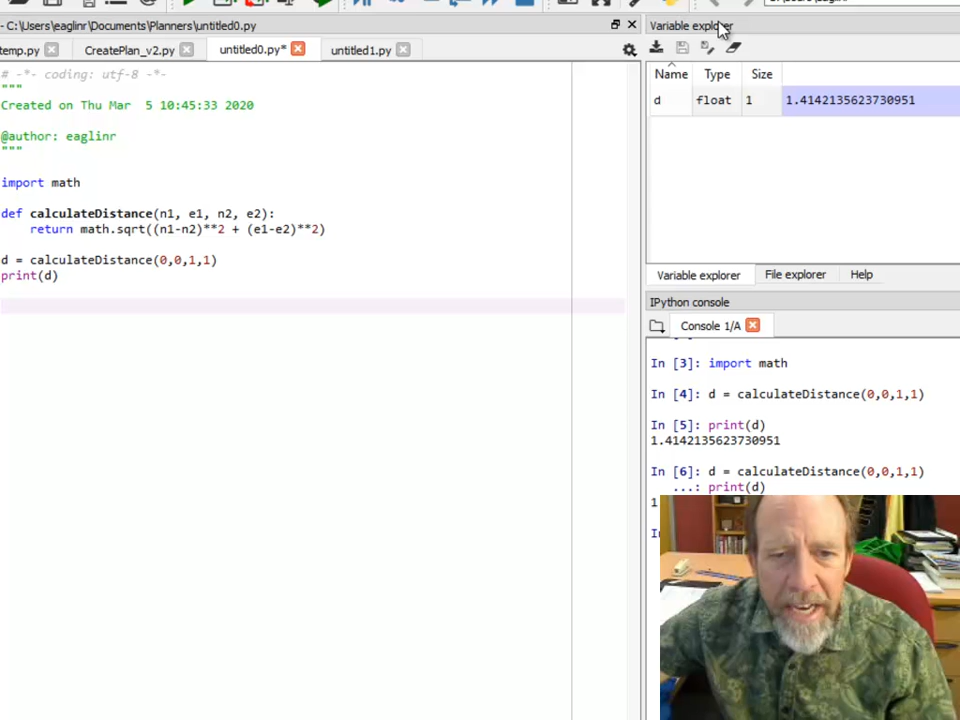 - C:\Users\eaglinr\Documents\Planners\untitled0.py
temp.py
CreatePlan_v2.py
untitled0.py*
untitled1.py
# -*- coding: utf-8 -*-
"""
Created on Thu Mar  5 10:45:33 2020
@author: eaglinr
"""
import math
def calculateDistance(n1, e1, n2, e2):
    return math.sqrt((n1-n2)**2 + (e1-e2)**2)
d = calculateDistance(0,0,1,1)
print(d)
Variable explorer
Name Type Size
d float 1 1.4142135623730951
Variable explorer File explorer Help
IPython console
Console 1/A
In [3]: import math
In [4]: d = calculateDistance(0,0,1,1)
In [5]: print(d)
1.4142135623730951
In [6]: d = calculateDistance(0,0,1,1)
...: print(d)